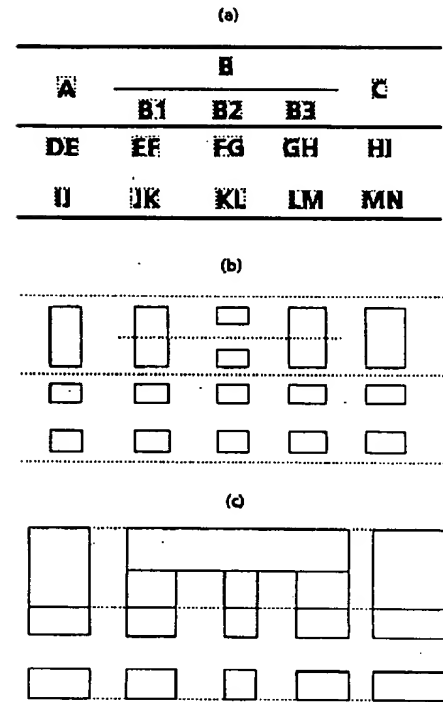 (a)
B
A C
B1 B2 B3
DE EF FG GH HI
IJ JK KL LM MN
(b)
(c)